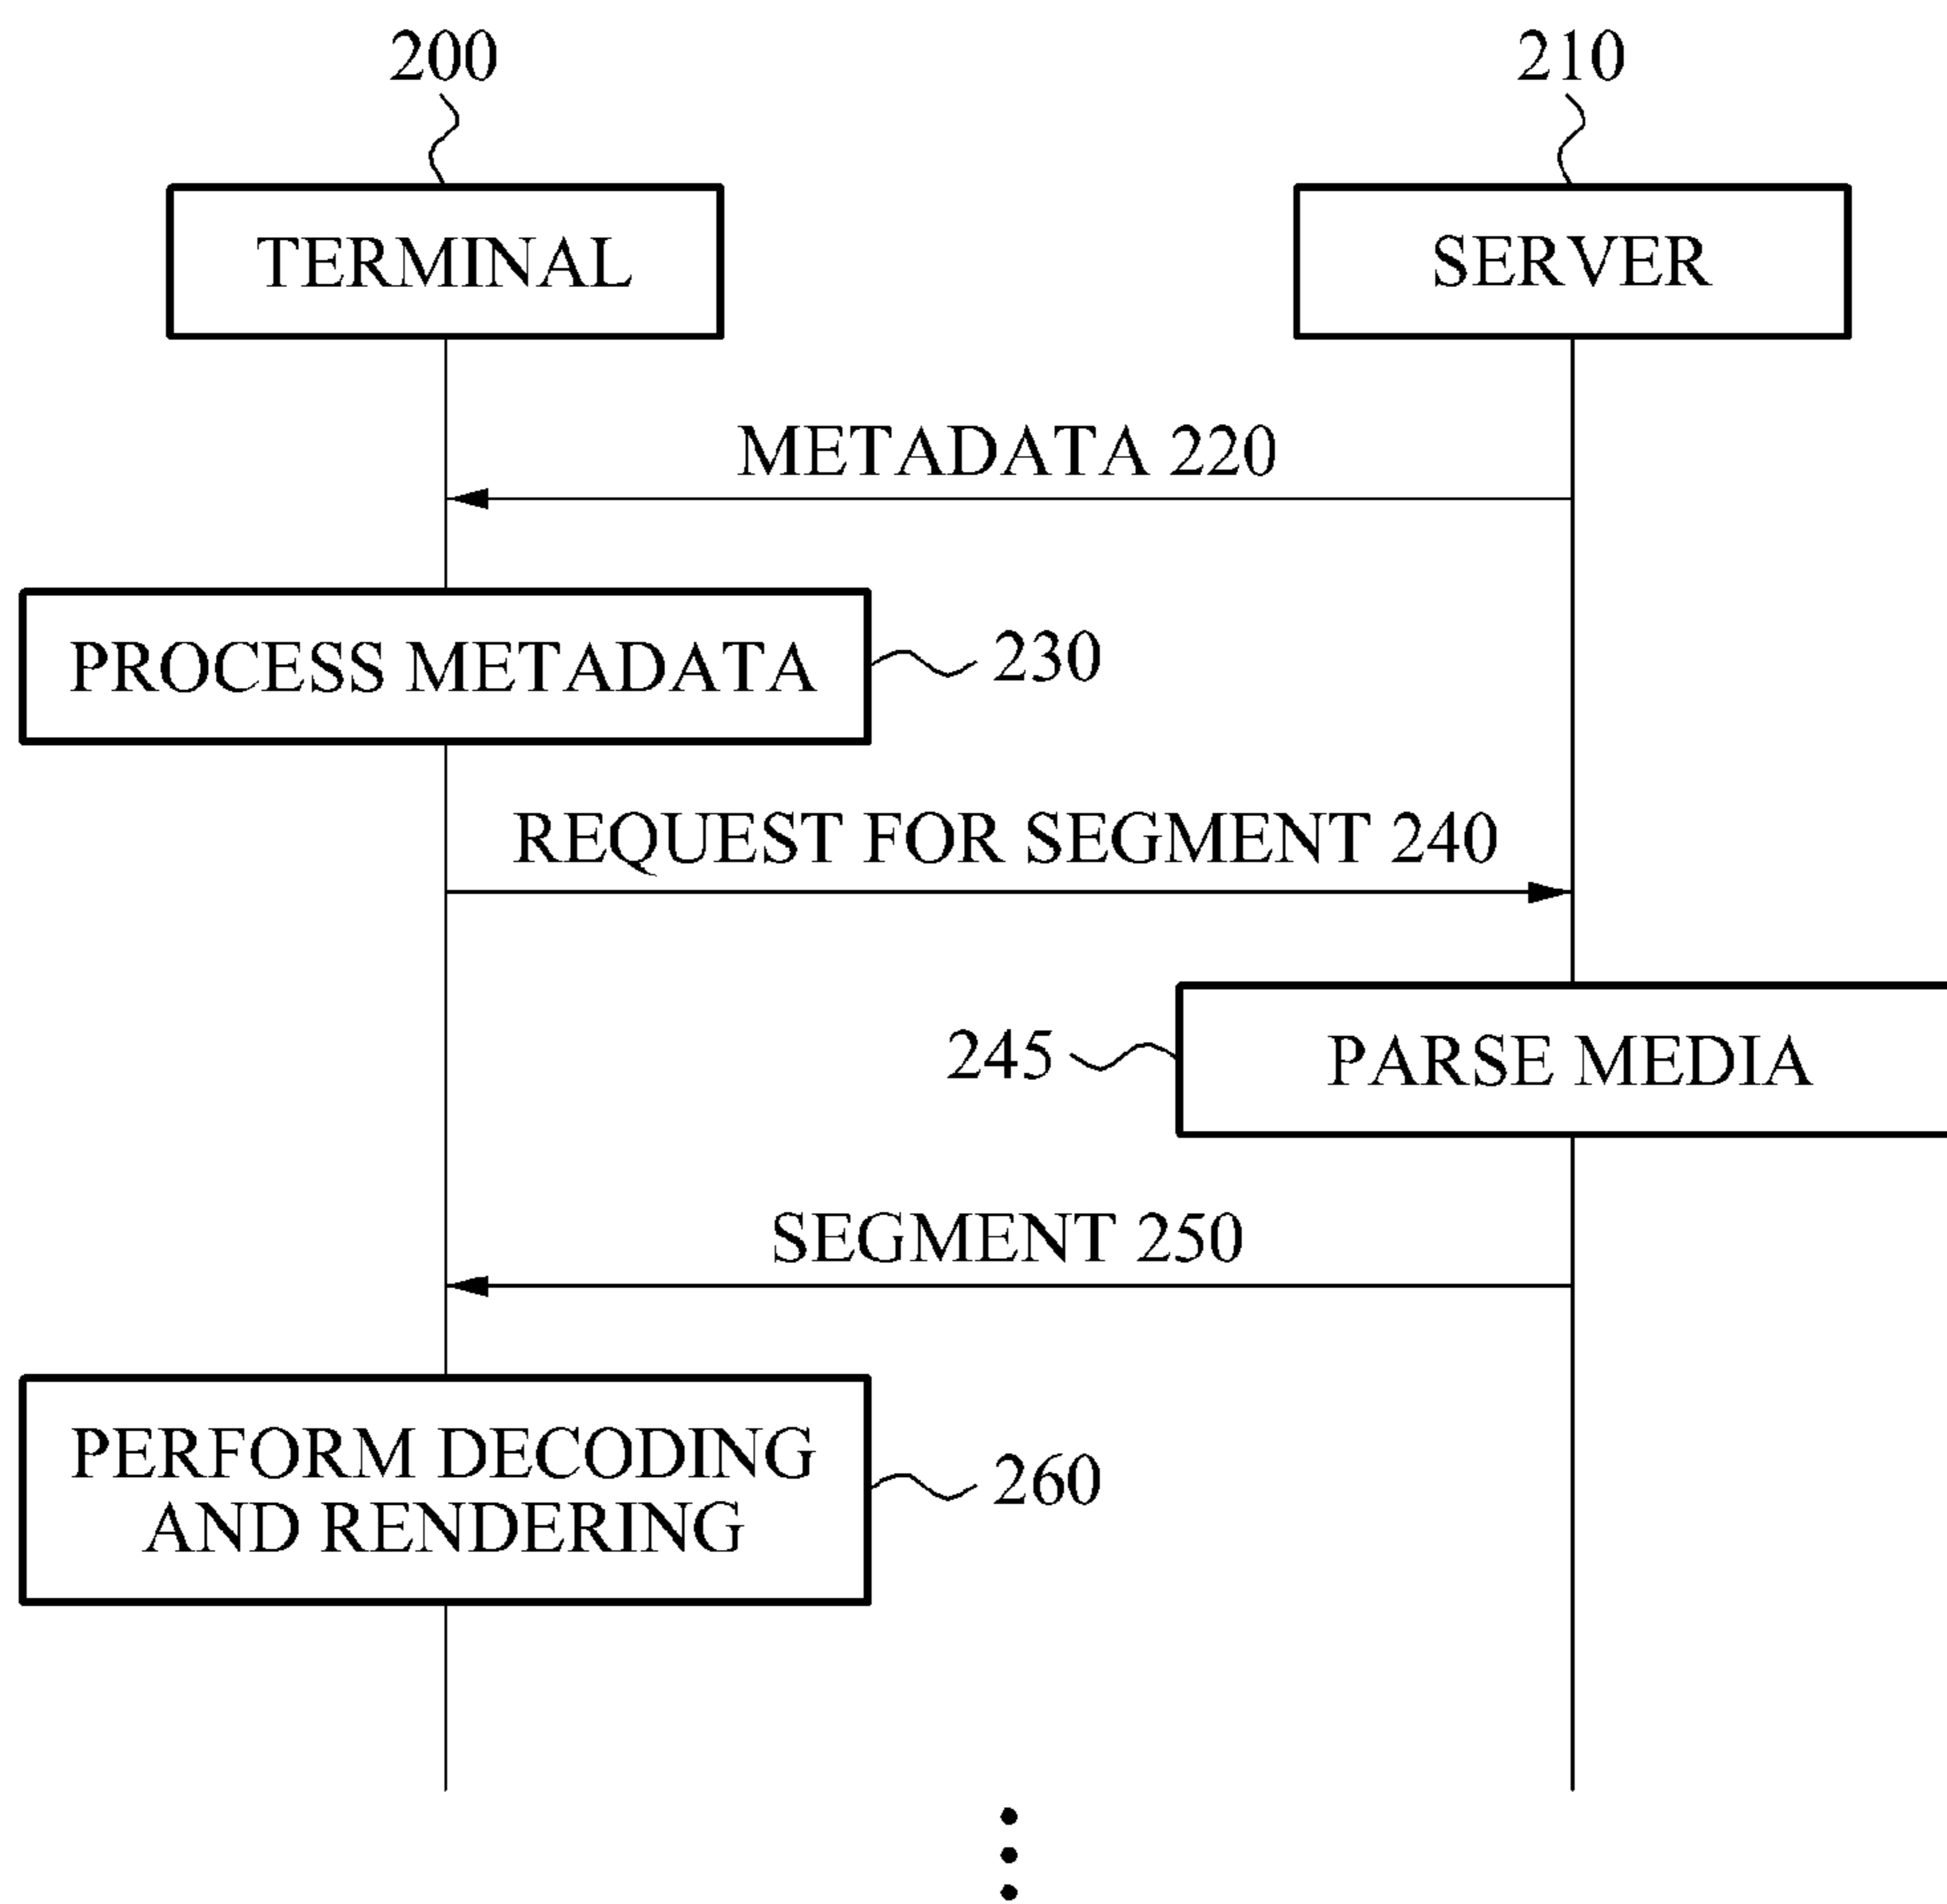 200
210
TERMINAL
SERVER
METADATA 220
PROCESS METADATA
230
REQUEST FOR SEGMENT 240
245
PARSE MEDIA
SEGMENT 250
PERFORM DECODING
AND RENDERING
260